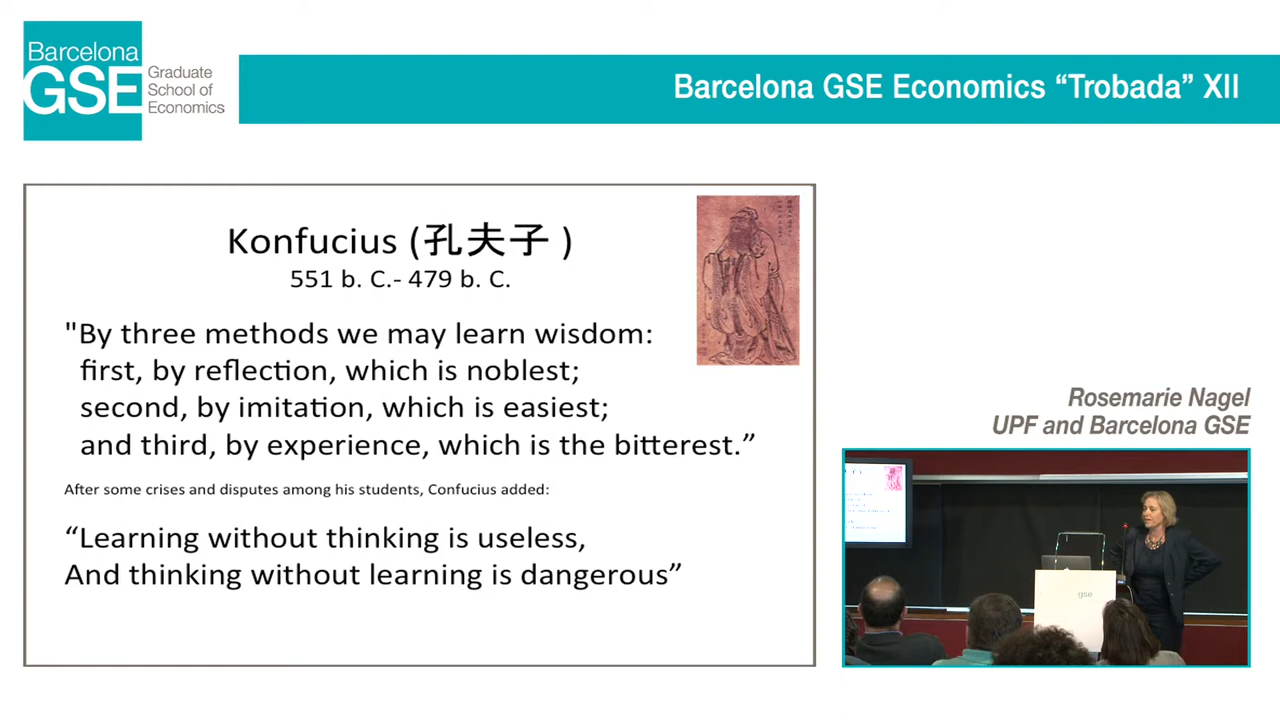 Barcelona
GSE
Graduate
School of
Economics
Barcelona GSE Economics “Trobada” XII
Konfucius (孔夫子 )
551 b. C.- 479 b. C.
"By three methods we may learn wisdom:
first, by reflection, which is noblest;
second, by imitation, which is easiest;
and third, by experience, which is the bitterest.”
After some crises and disputes among his students, Confucius added:
“Learning without thinking is useless,
And thinking without learning is dangerous”
Rosemarie Nagel
UPF and Barcelona GSE
gse